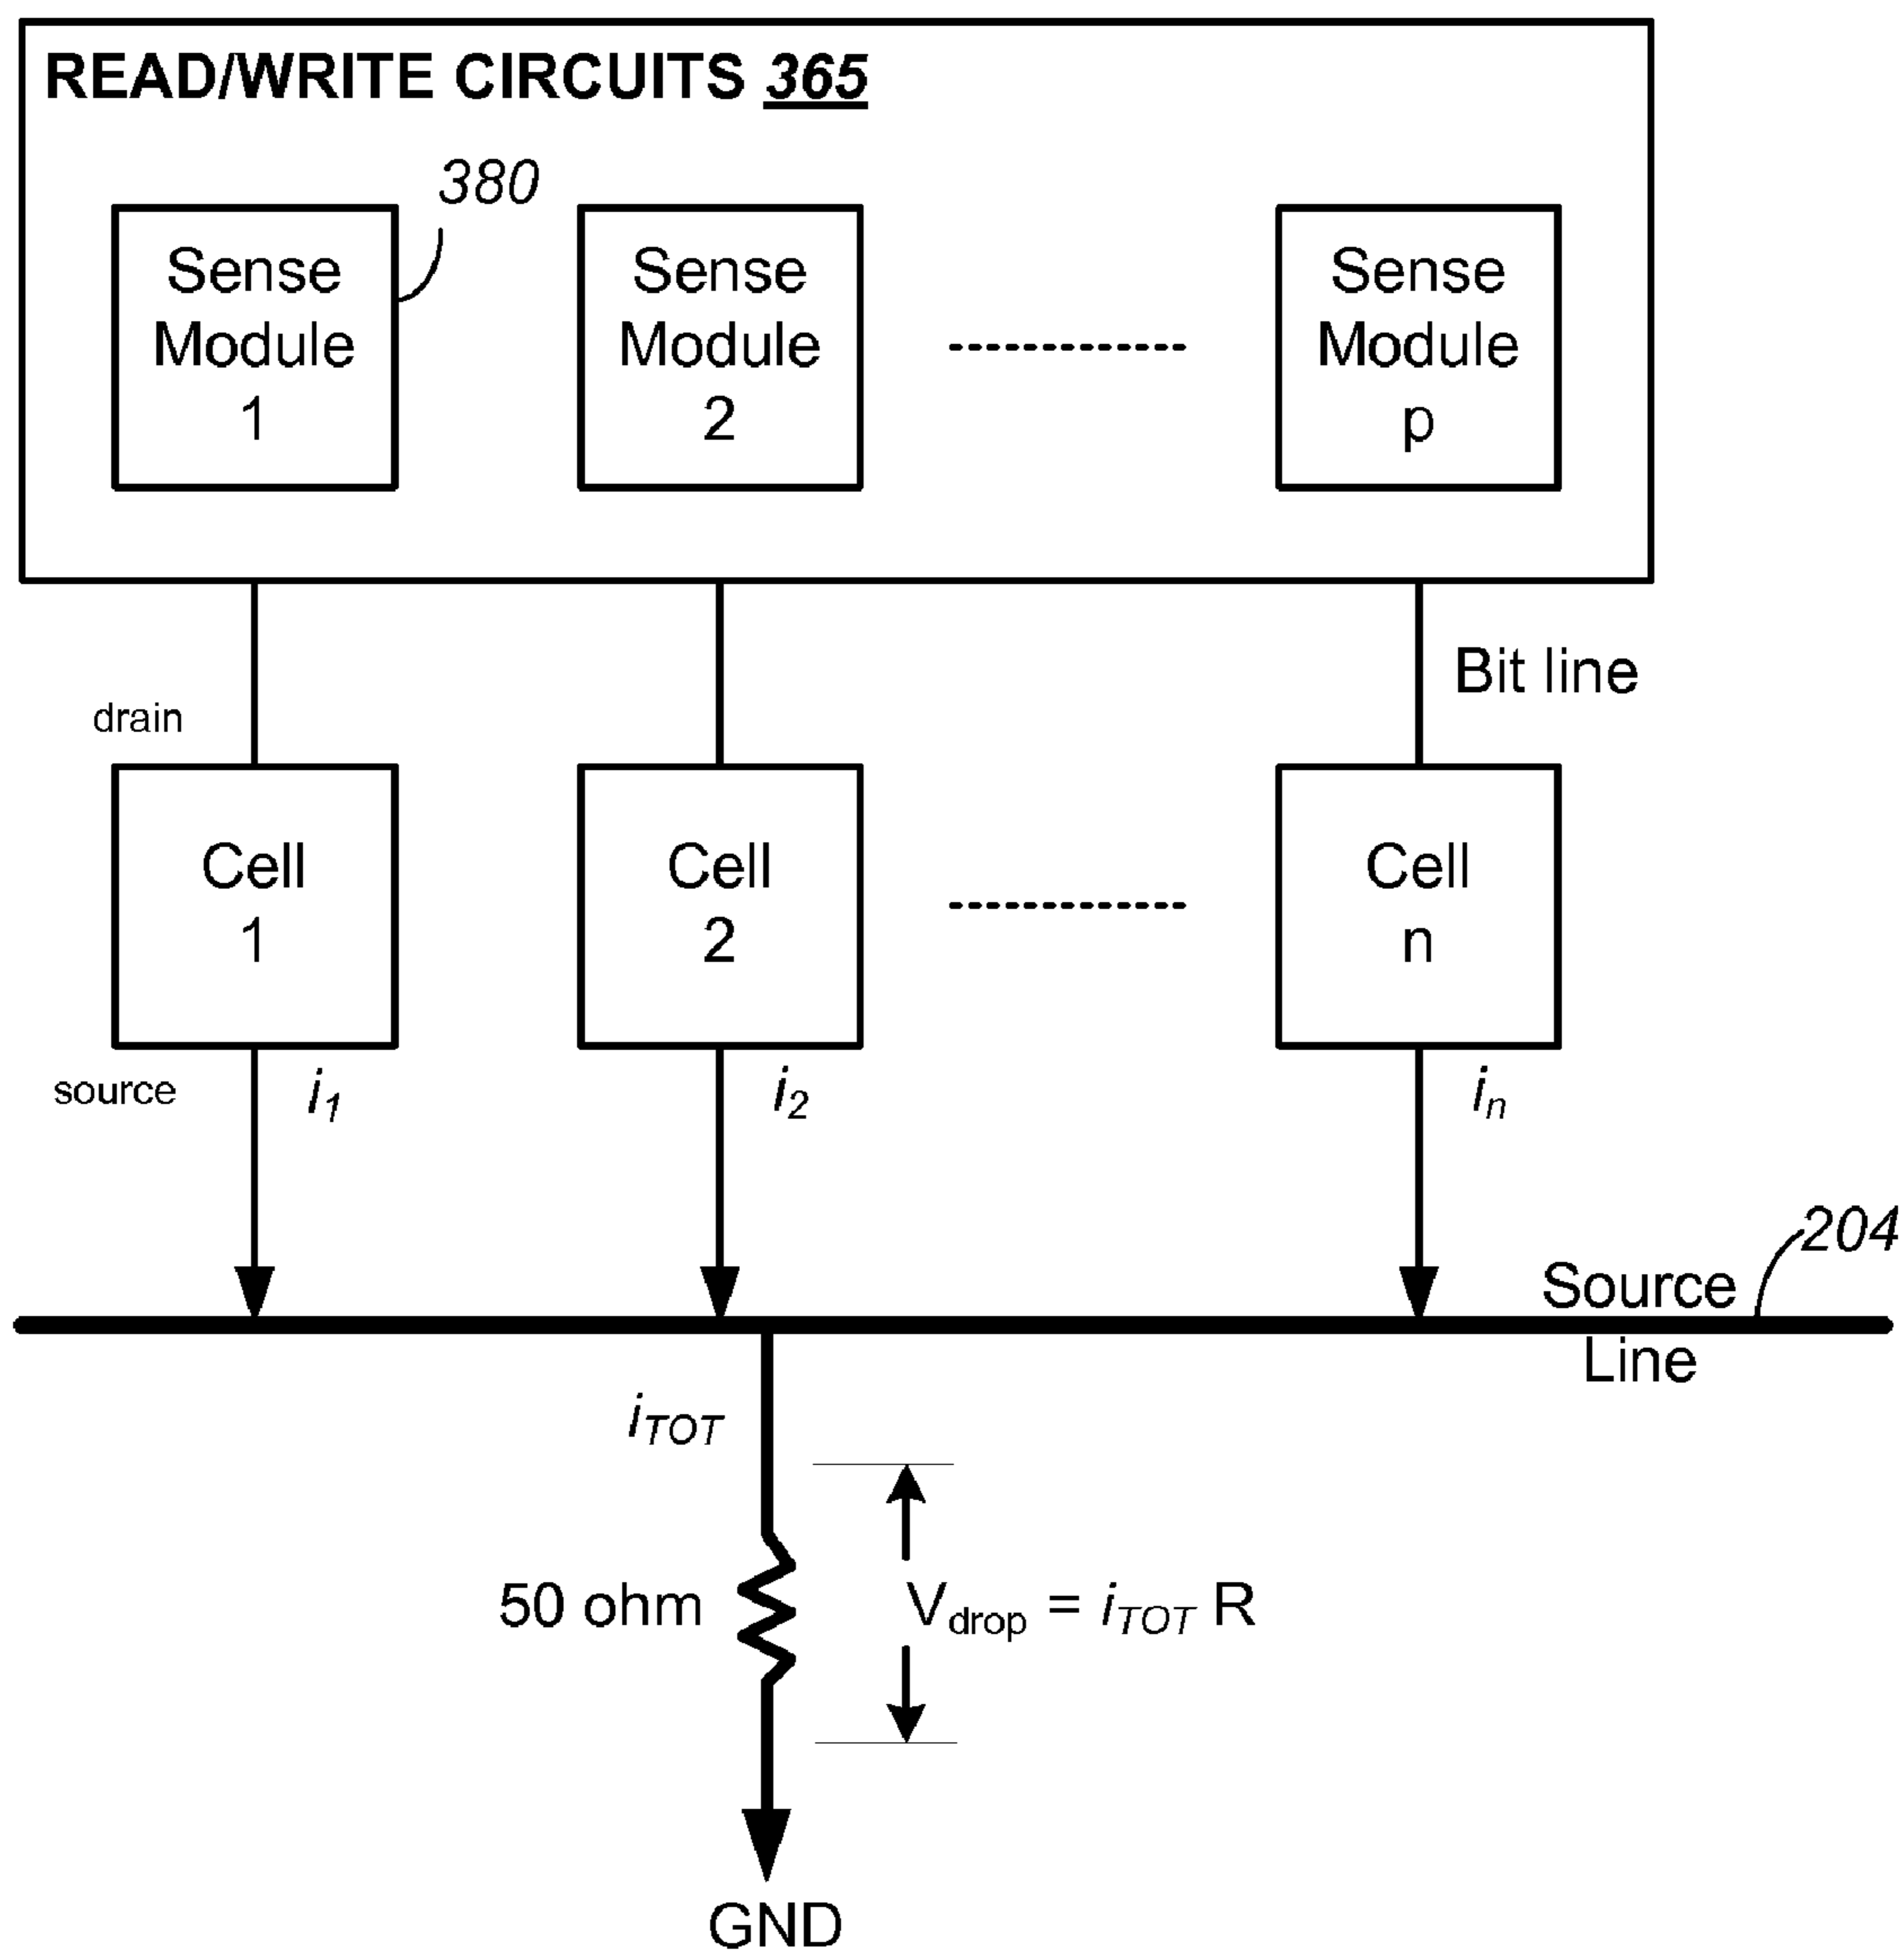 READ/WRITE CIRCUITS 365
380
Sense
Module
1
Sense
Module
2
Sense
Module
p
Bit line
drain
Cell
1
Cell
2
Cell
n
source
i1
i2
in
204
Source
Line
iTOT
50 ohm
Vdrop = iTOT R
GND